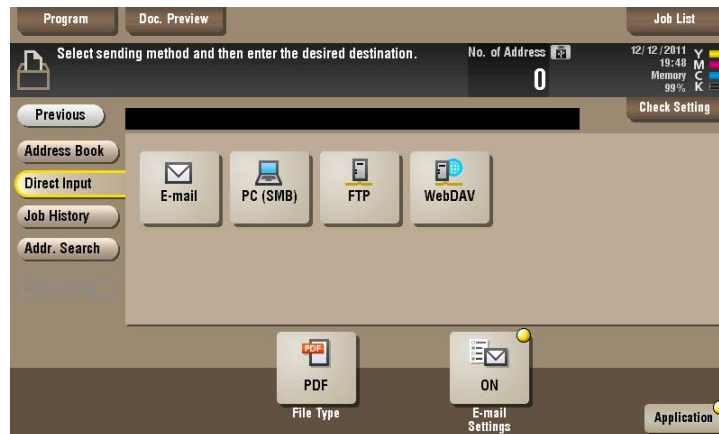 Program
Doc. Preview
Job List
Select sending method and then enter the desired destination.
No. of Address
0
12/12/2011
19:48
Memory
99%
Y
M
C
K
Previous
Check Setting
Address Book
Direct Input
Job History
Addr. Search
E-mail
PC (SMB)
FTP
WebDAV
PDF
PDF
File Type
ON
E-mail
Settings
Application